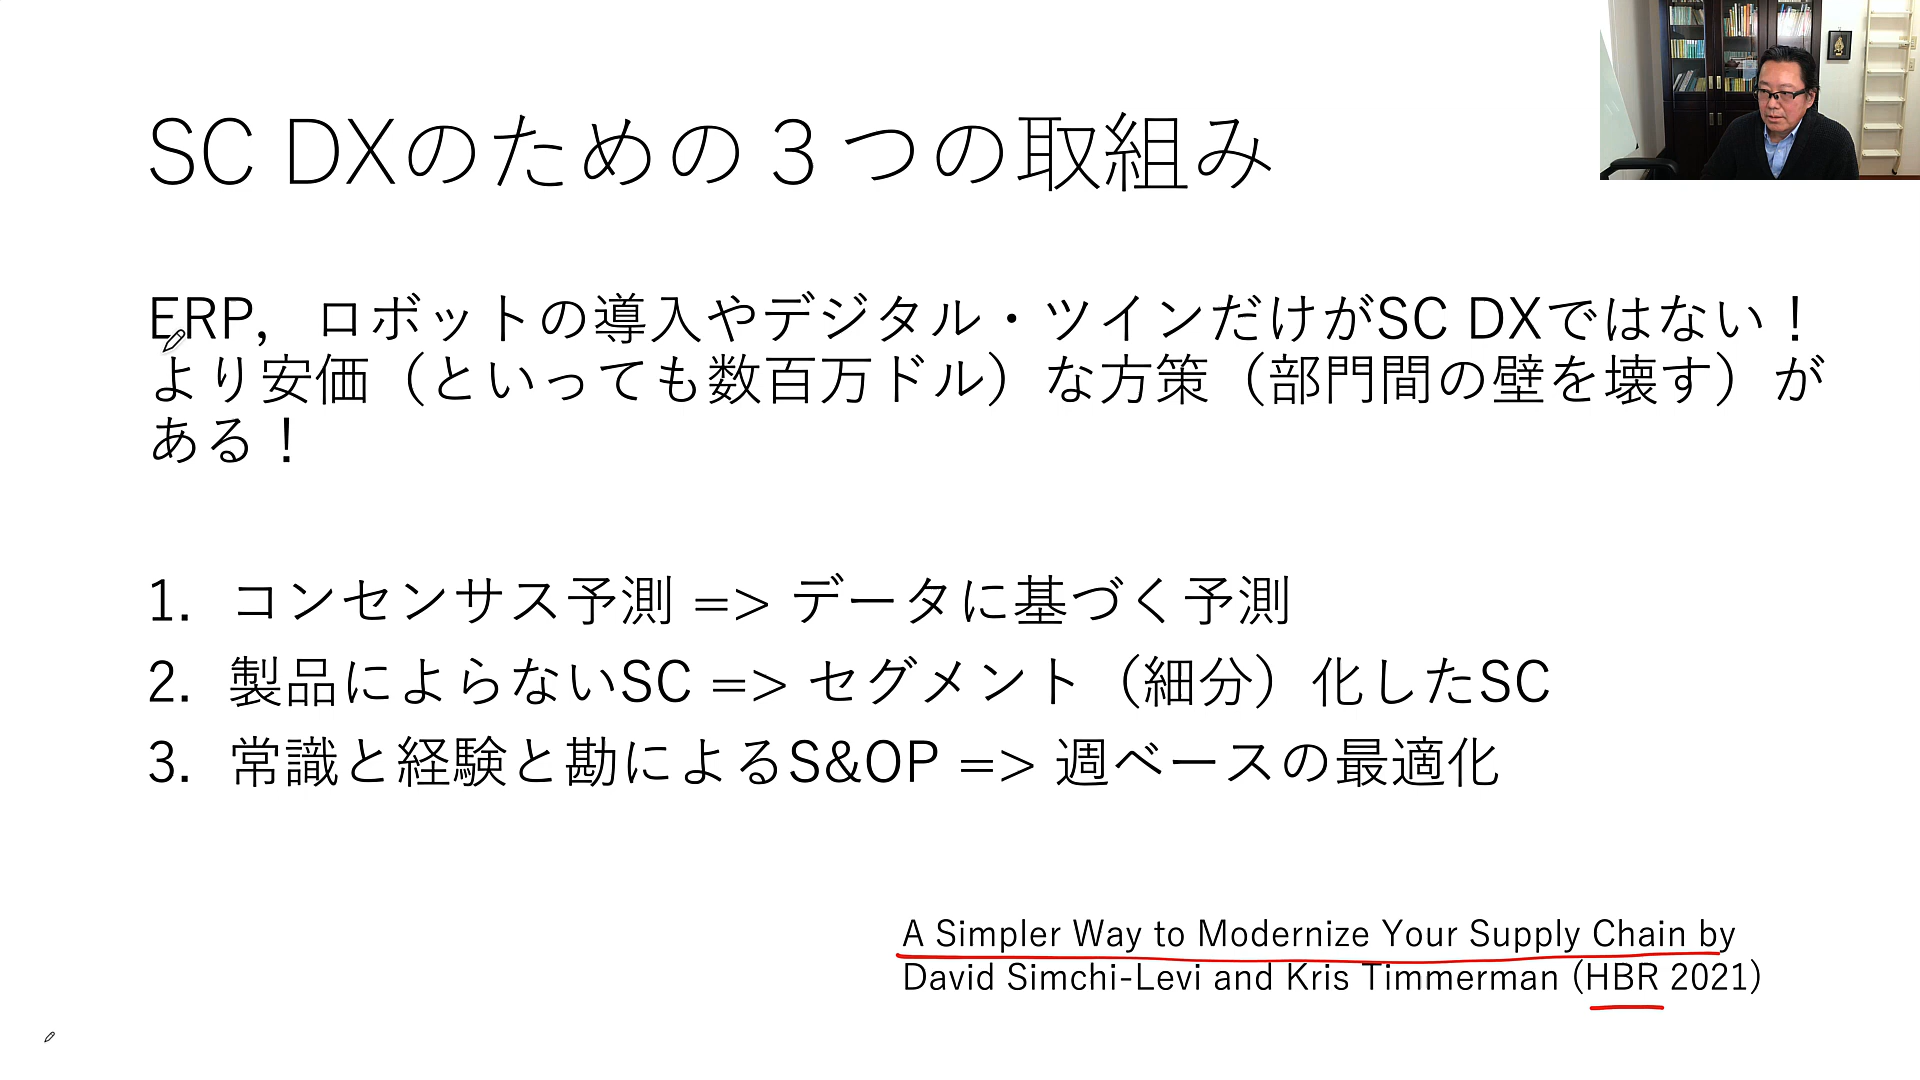 SC DXのための３つの取組み
ERP，ロボットの導入やデジタル・ツインだけがSC DXではない！
より安価（といっても数百万ドル）な方策（部門間の壁を壊す）が
ある！
1. コンセンサス予測 => データに基づく予測
2. 製品によらないSC => セグメント（細分）化したSC
3. 常識と経験と勘によるS&OP => 週ベースの最適化
A Simpler Way to Modernize Your Supply Chain by
David Simchi-Levi and Kris Timmerman (HBR 2021)